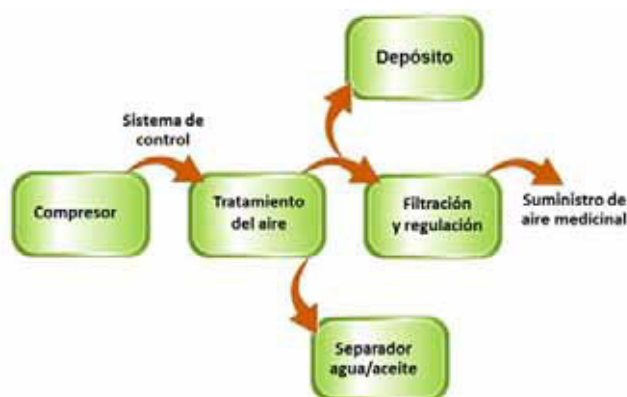 Depósito
Sistema de
control
Compresor
Tratamiento
del aire
Filtración
y regulación
Suministro de
aire medicinal
Separador
agua/aceite